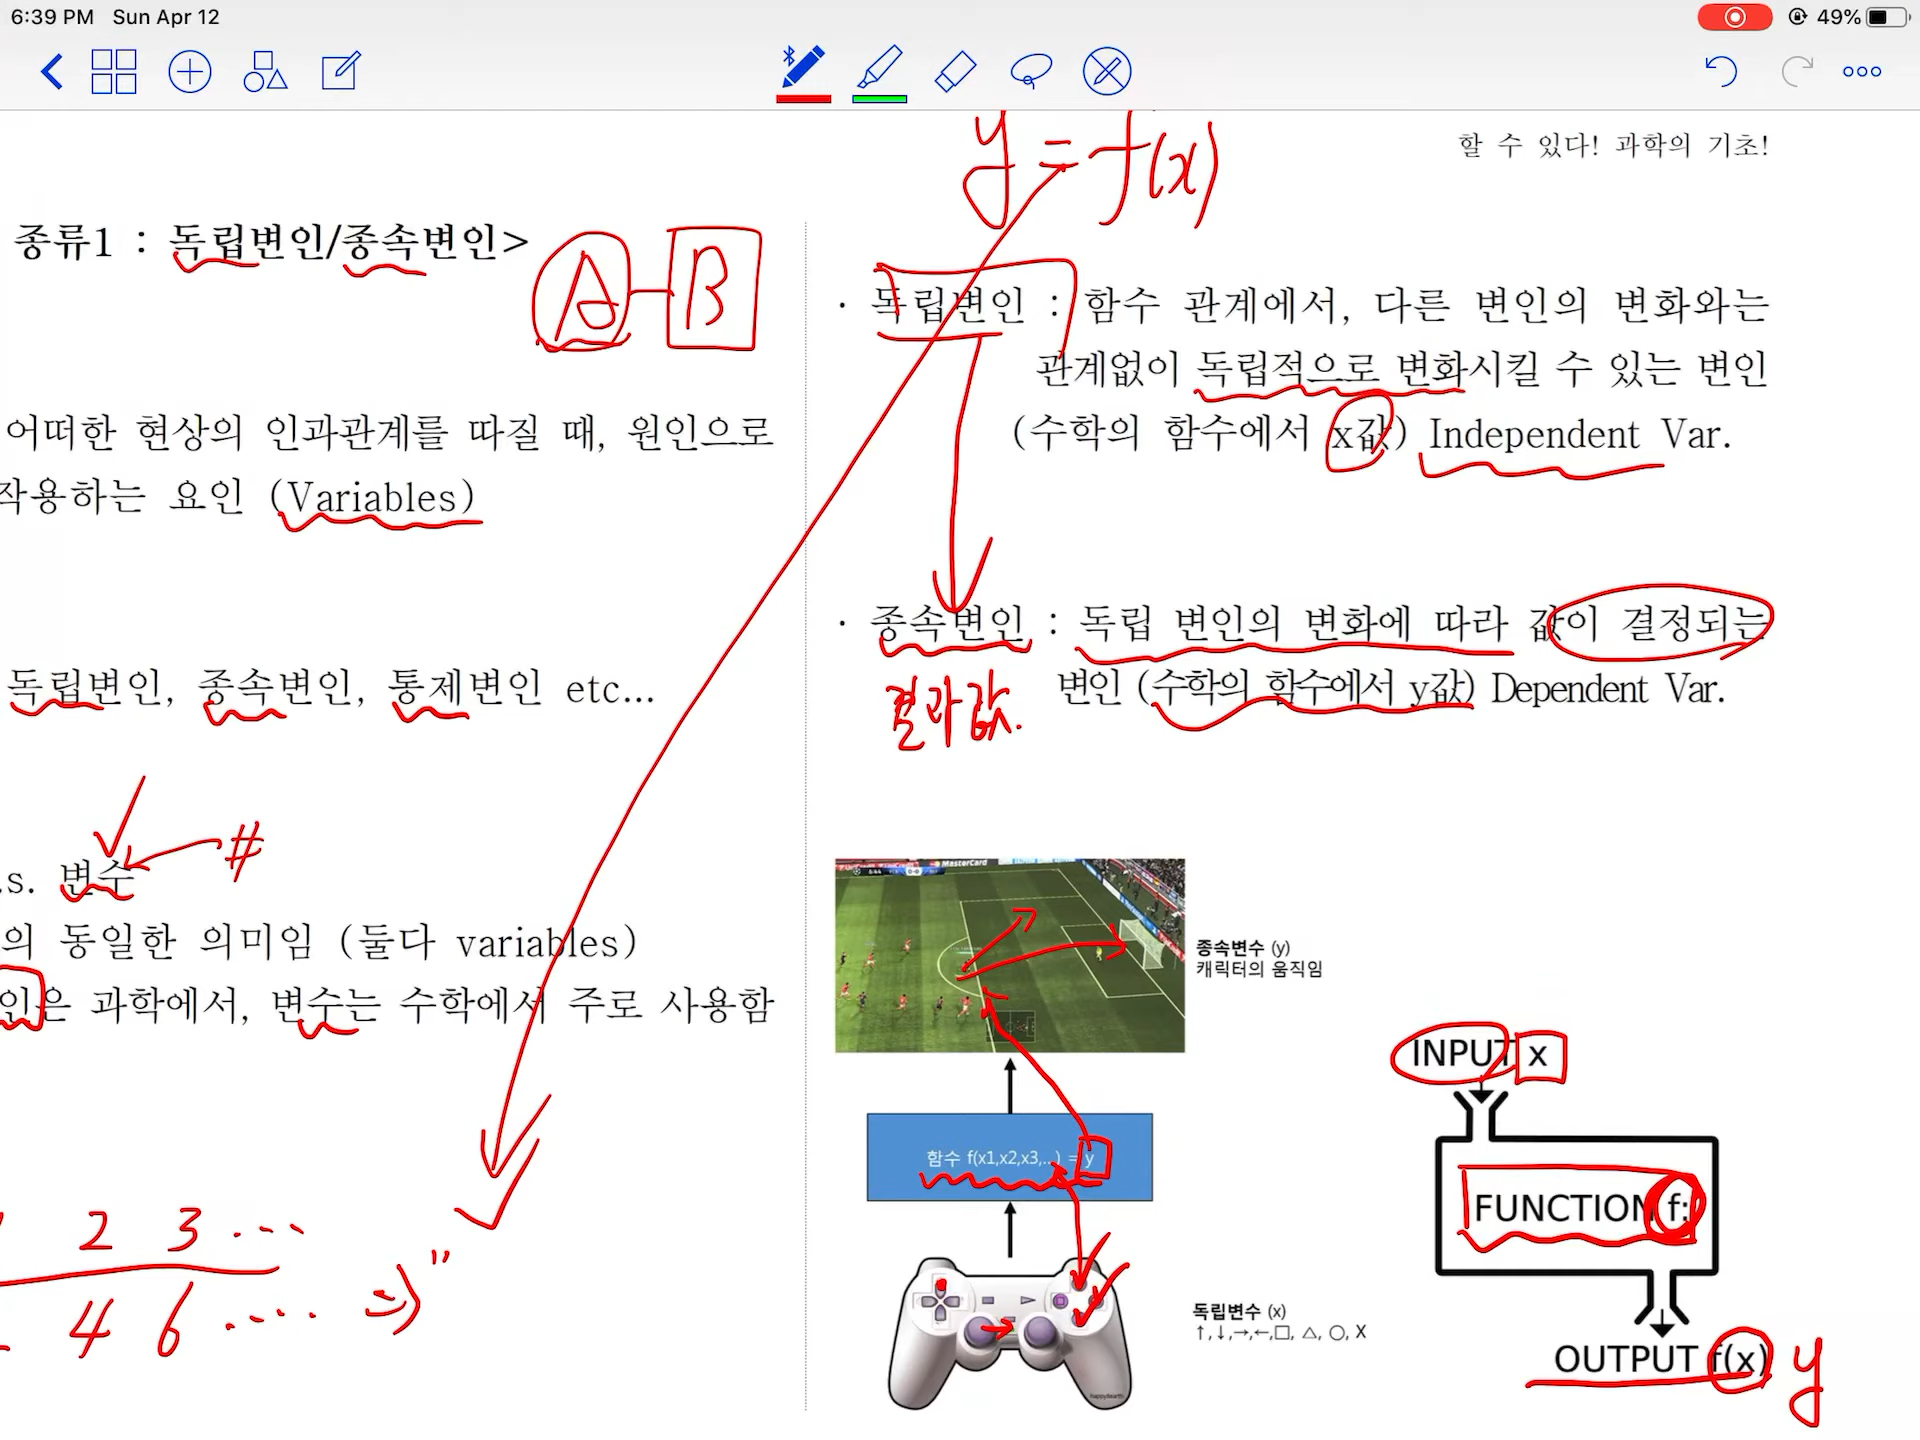 6:39 PM Sun Apr 12
49%
할 수 있다! 과학의 기초!
y = f(x)
종류1 : 독립변인/종속변인>
A B
어떠한 현상의 인과관계를 따질 때, 원인으로
작용하는 요인 (Variables)
독립변인, 종속변인, 통제변인 etc...
.s. 변수
#
의 동일한 의미임 (둘다 variables)
인은 과학에서, 변수는 수학에서 주로 사용함
2 3 ...
4 6 .... =) "
· 독립변인 : 함수 관계에서, 다른 변인의 변화와는
관계없이 독립적으로 변화시킬 수 있는 변인
(수학의 함수에서 x값) Independent Var.
· 종속변인 : 독립 변인의 변화에 따라 값이 결정되는
변인 (수학의 함수에서 y값) Dependent Var.
결과값.
MasterCard
종속변수 (y)
캐릭터의 움직임
함수 f(x1,x2,x3,...) = y
독립변수 (x)
↑,↓,→,←,□, △, ○, X
INPUT x
FUNCTION f:
OUTPUT f(x) y